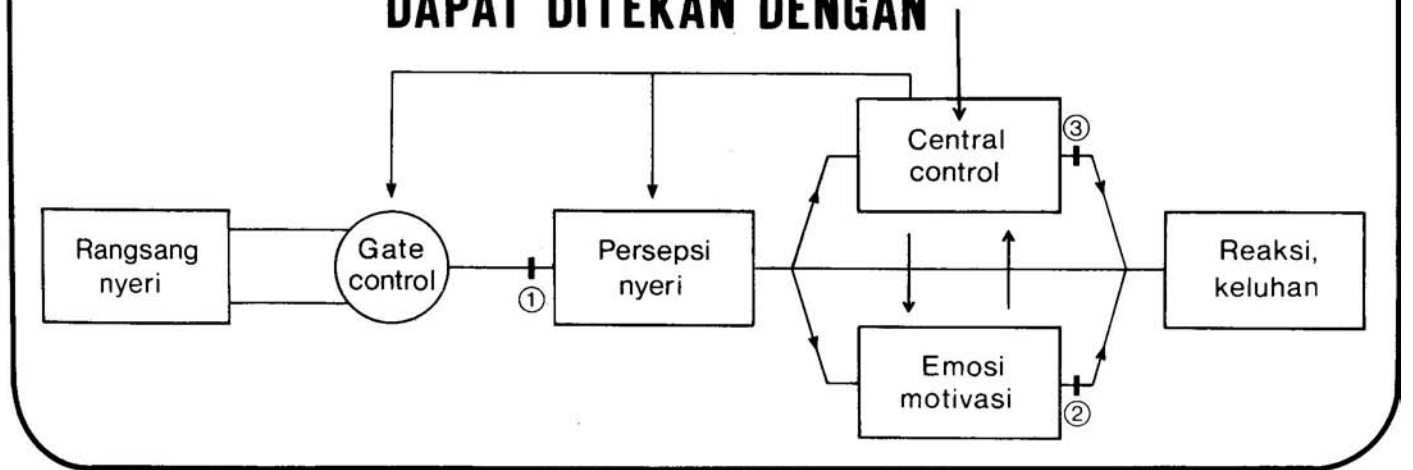 DAPAT DITEKAN DENGAN
Rangsang
nyeri
Gate
control
①
Persepsi
nyeri
Central
control
③
Emosi
motivasi
②
Reaksi,
keluhan